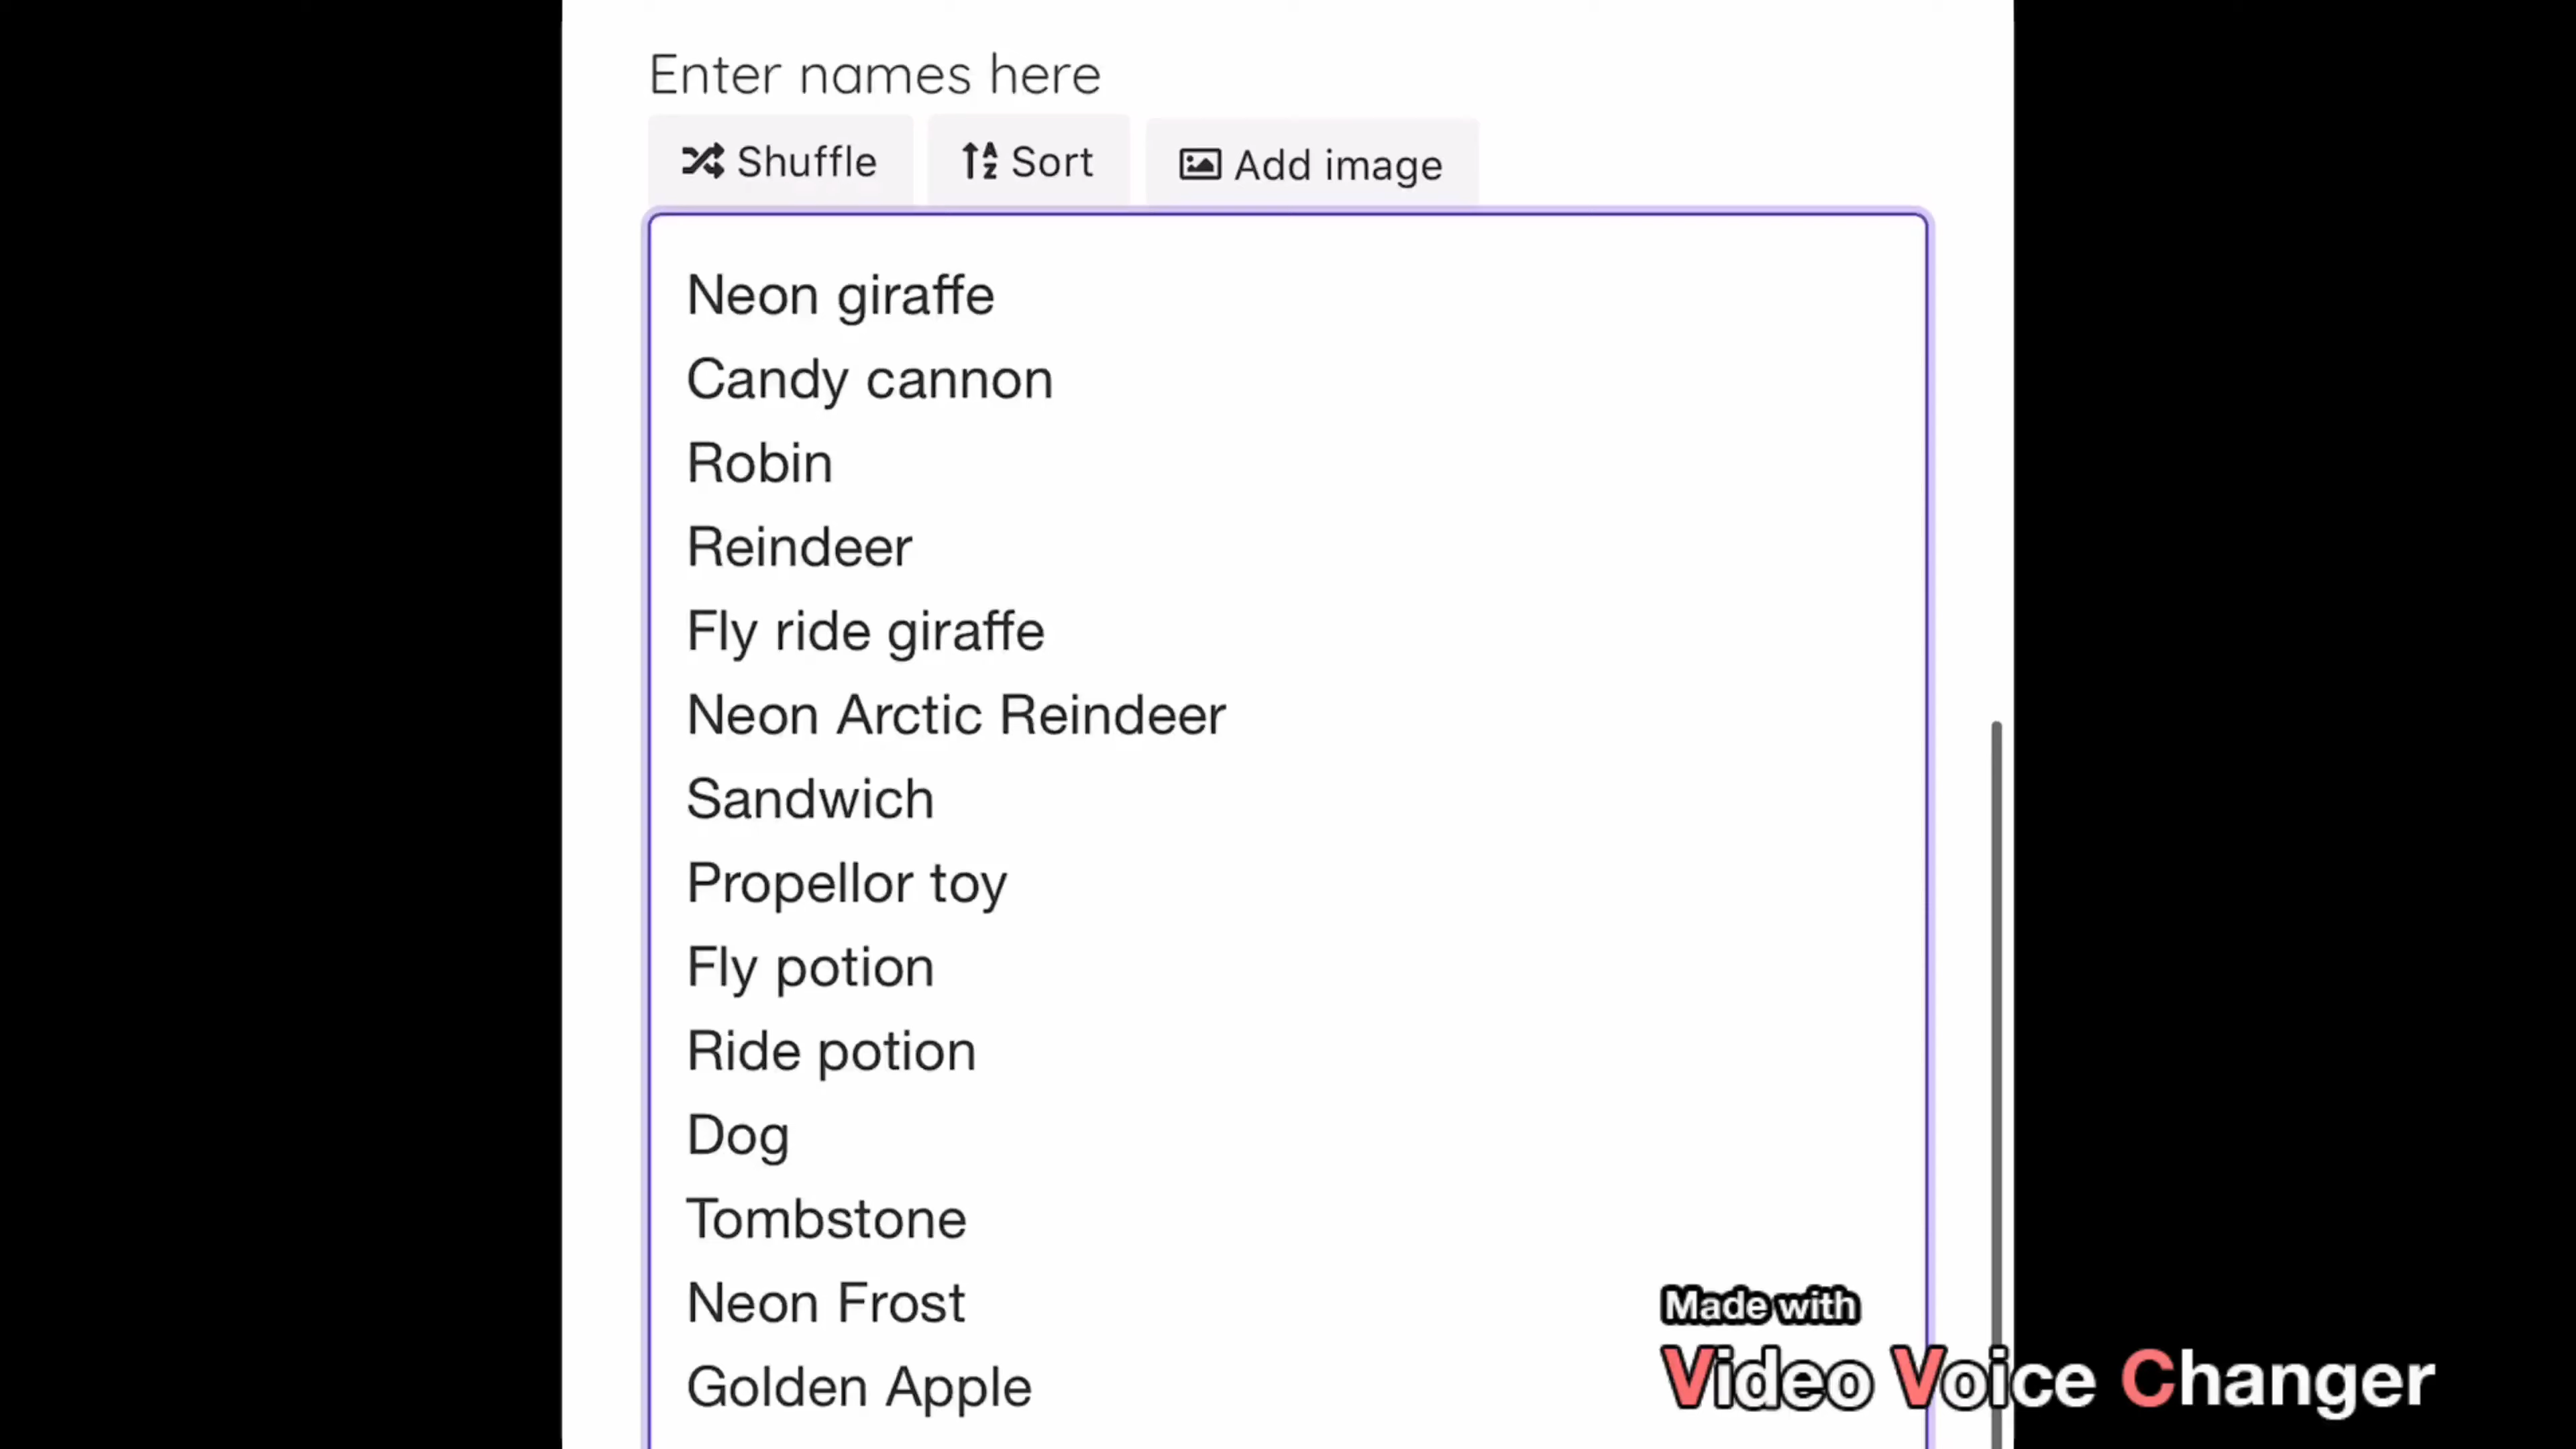 Enter names here
Shuffle
Sort
Add image
Neon giraffe
Candy cannon
Robin
Reindeer
Fly ride giraffe
Neon Arctic Reindeer
Sandwich
Propellor toy
Fly potion
Ride potion
Dog
Tombstone
Neon Frost
Golden Apple
Made with
Video Voice Changer